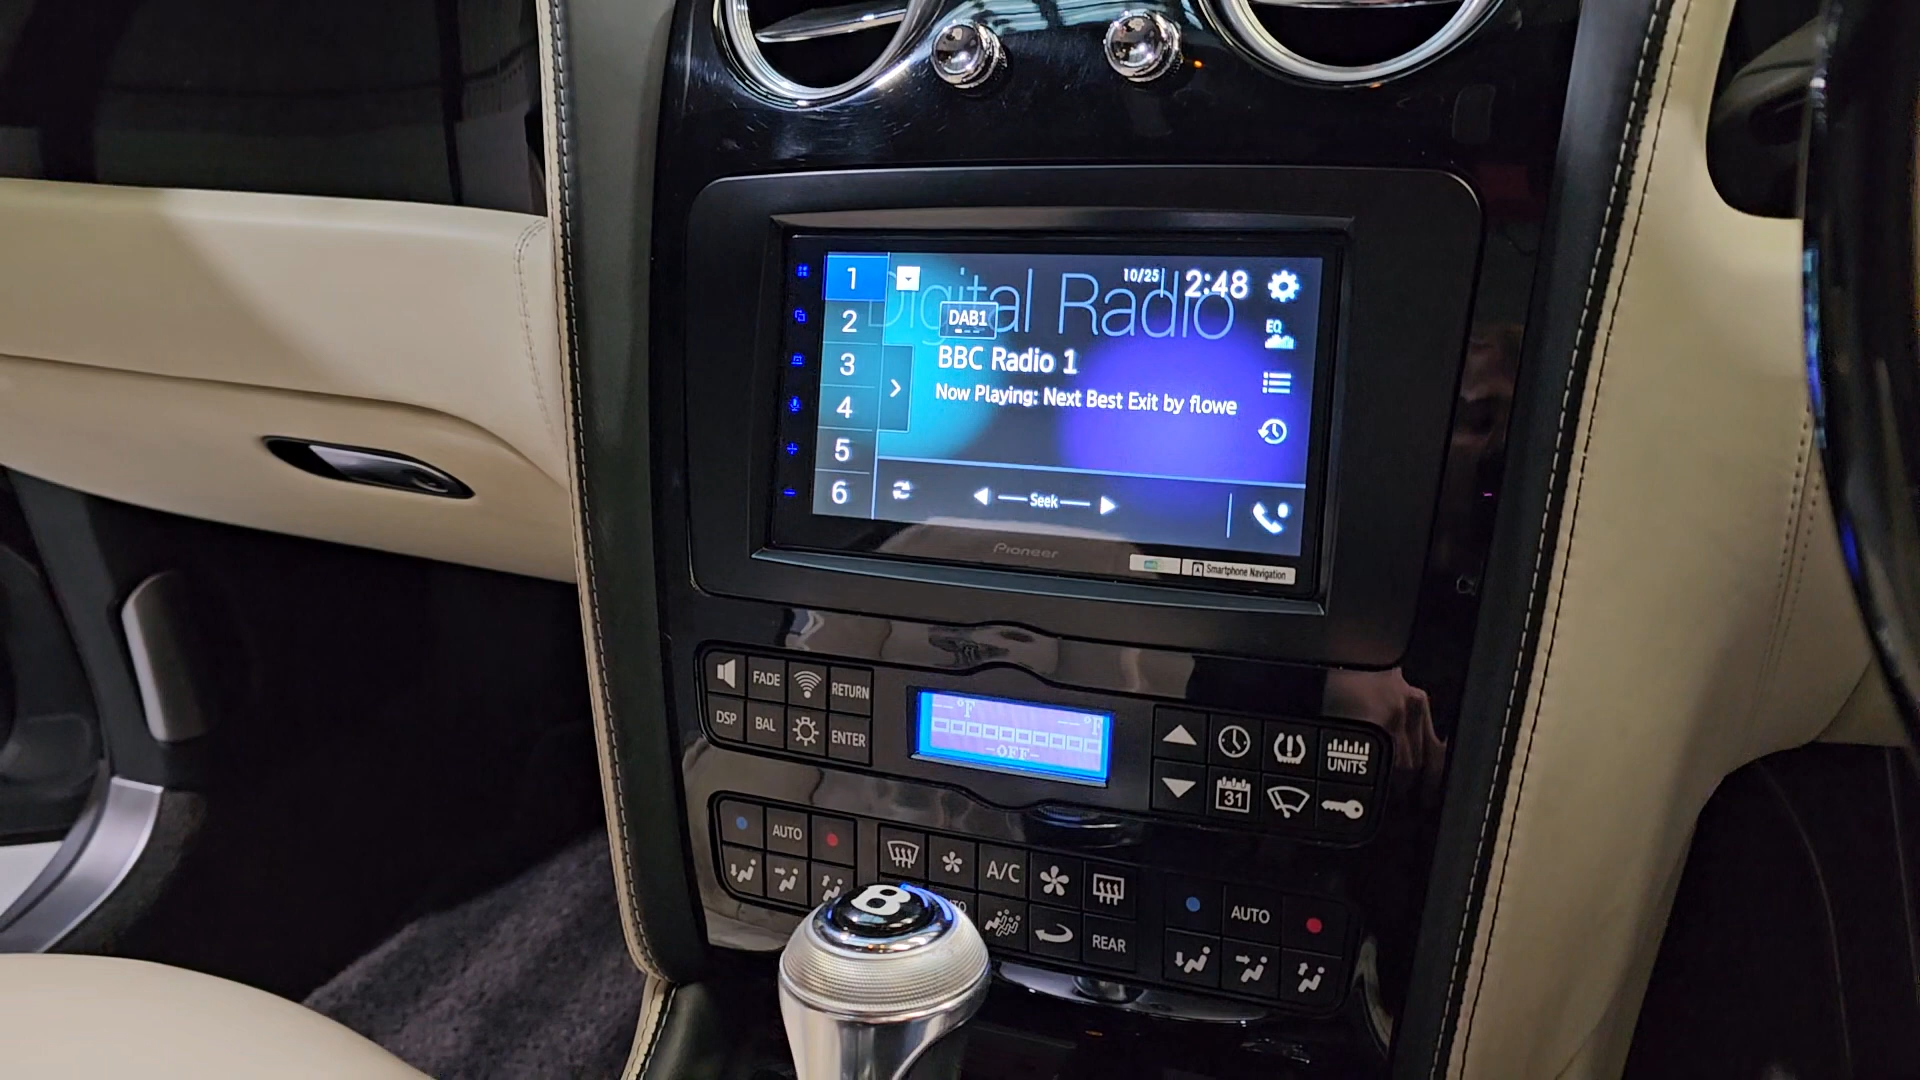 1
2
3
4
5
6
Digital Radio
10/25
2:48
DAB1
EQ
BBC Radio 1
Now Playing: Next Best Exit by flowe
Seek
Pioneer
Smartphone Navigation
FADE
RETURN
DSP
BAL
ENTER
--°F
--°F
-OFF-
UNITS
31
AUTO
A/C
REAR
AUTO
B